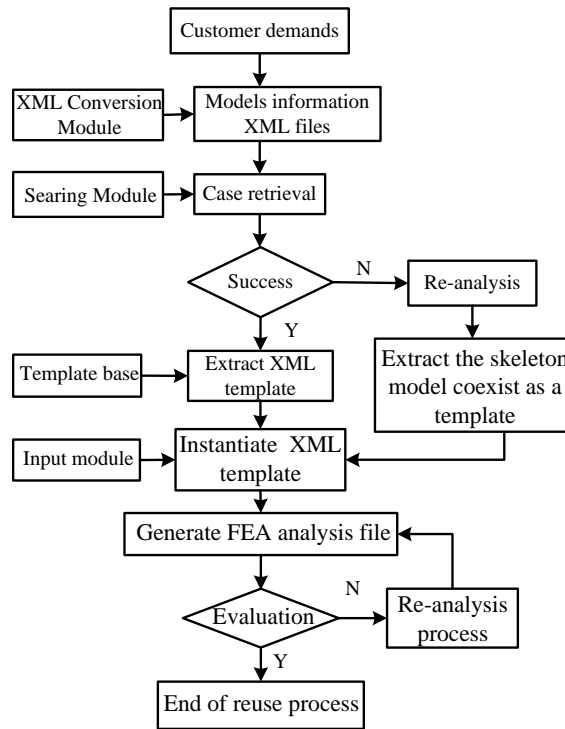 Customer demands
XML Conversion
Module
Models information
XML files
Searing Module
Case retrieval
Success
N
Re-analysis
Y
Template base
Extract XML
template
Extract the skeleton
model coexist as a
template
Input module
Instantiate XML
template
Generate FEA analysis file
Evaluation
N
Re-analysis
process
Y
End of reuse process